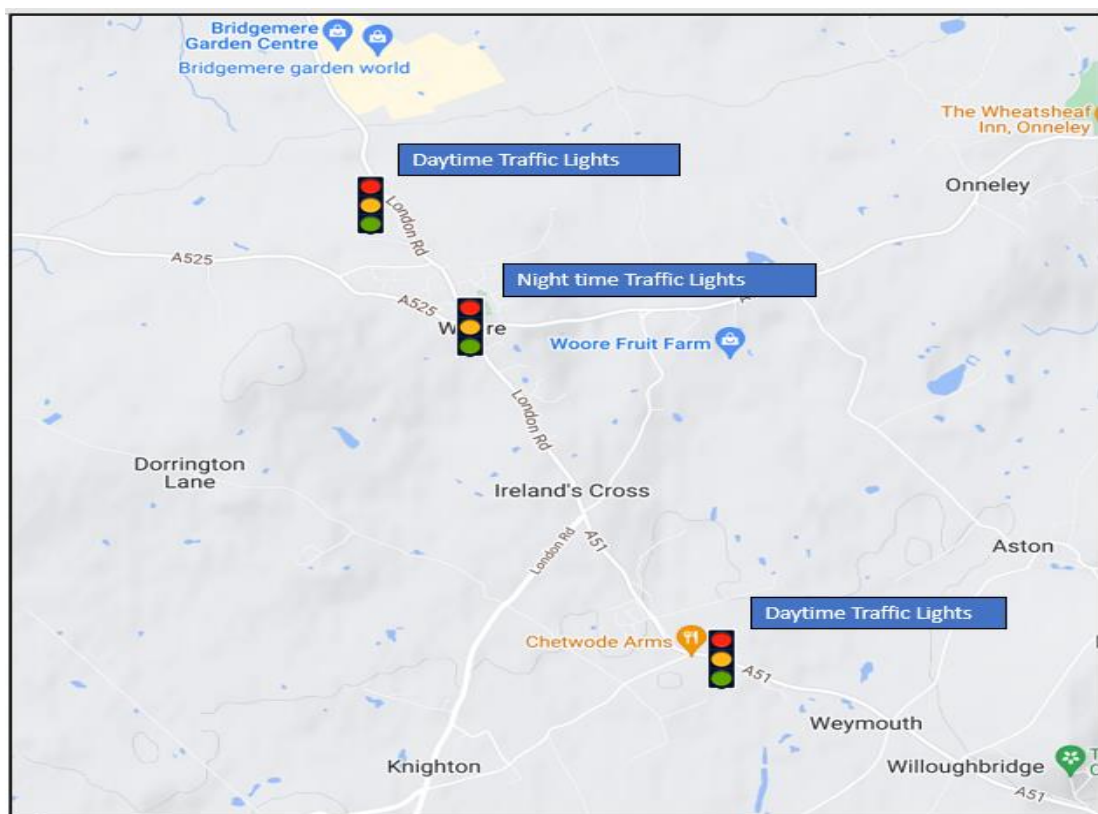 Bridgemere
Garden Centre
Bridgemere garden world
The Wheatsheaf
Inn, Onneley
Daytime Traffic Lights
Onneley
London Rd
A525
Night time Traffic Lights
A525
Woore Fruit Farm
London Rd
Dorrington
Lane
Ireland's Cross
A51
London Rd
Aston
Daytime Traffic Lights
Chetwode Arms
A51
Weymouth
Knighton
Willoughbridge
A51